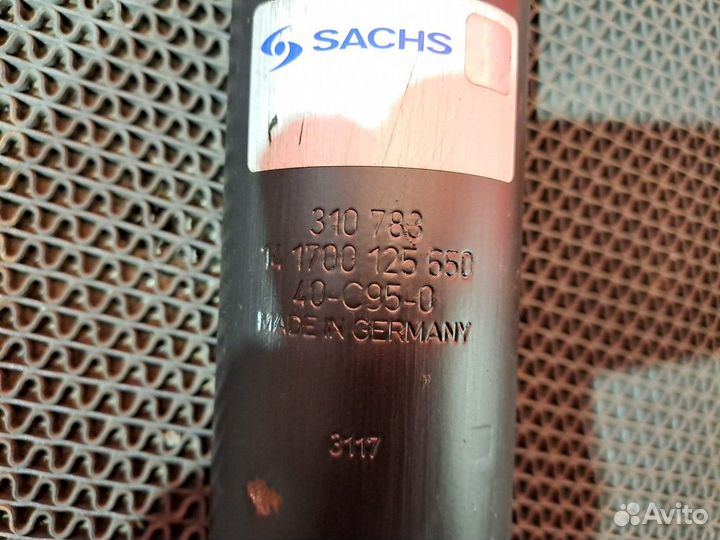 SACHS
310 783
14 1700 125 650
40-C95-0
MADE IN GERMANY
3117
Avito